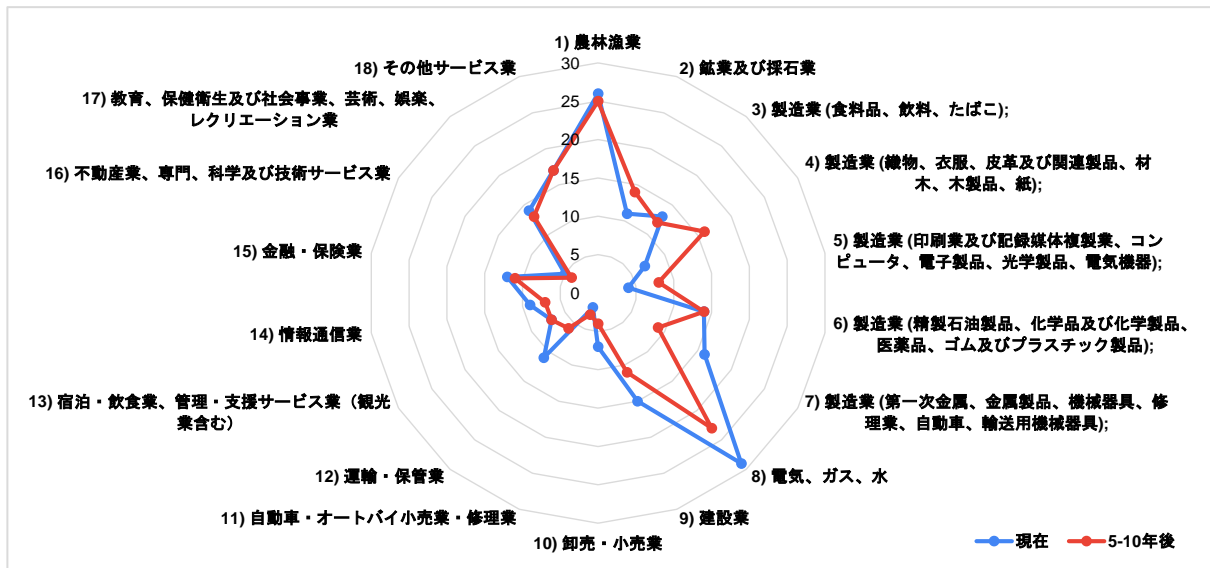 1) 農林漁業
2) 鉱業及び採石業
3) 製造業 (食料品、飲料、たばこ);
4) 製造業 (織物、衣服、皮革及び関連製品、材
木、木製品、紙);
5) 製造業 (印刷業及び記録媒体複製業、コン
ピュータ、電子製品、光学製品、電気機器);
6) 製造業 (精製石油製品、化学品及び化学製品、
医薬品、ゴム及びプラスチック製品);
7) 製造業 (第一次金属、金属製品、機械器具、修
理業、自動車、輸送用機械器具);
8) 電気、ガス、水
9) 建設業
10) 卸売・小売業
11) 自動車・オートバイ小売業・修理業
12) 運輸・保管業
13) 宿泊・飲食業、管理・支援サービス業（観光
業含む）
14) 情報通信業
15) 金融・保険業
16) 不動産業、専門、科学及び技術サービス業
17) 教育、保健衛生及び社会事業、芸術、娯楽、
レクリエーション業
18) その他サービス業
30
25
20
15
10
5
0
現在
5-10年後